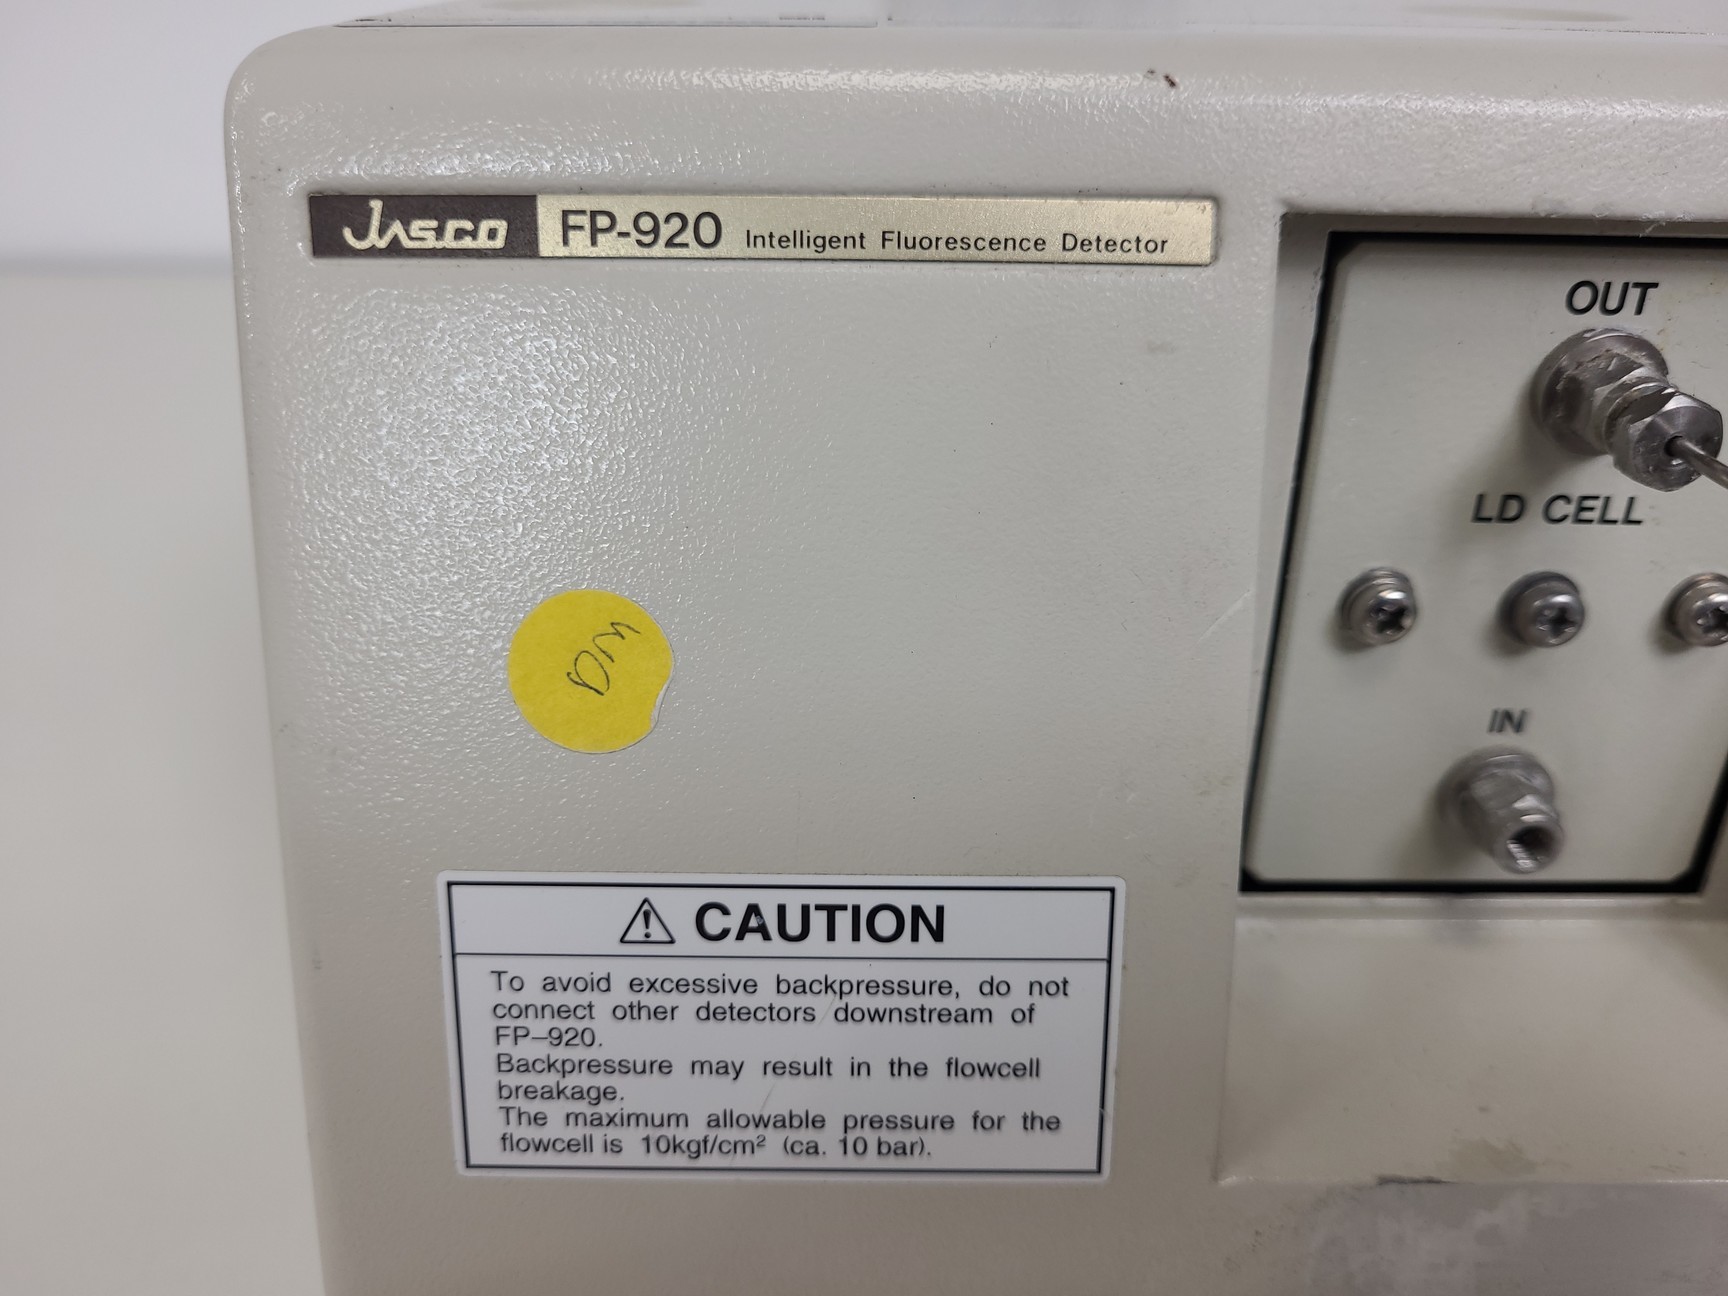 JASCO FP-920 Intelligent Fluorescence Detector
OUT
LD CELL
IN
CAUTION
To avoid excessive backpressure, do not
connect other detectors downstream of
FP-920.
Backpressure may result in the flowcell
breakage.
The maximum allowable pressure for the
flowcell is 10kgf/cm² (ca. 10 bar).